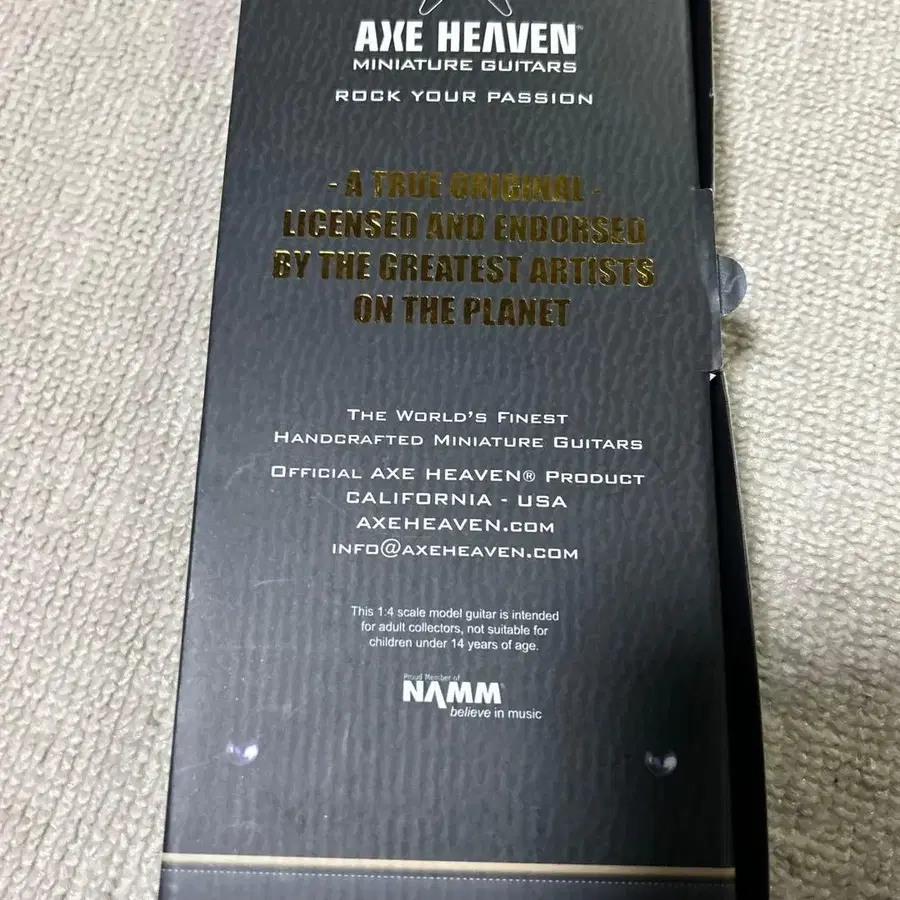 AXE HEAVEN®
MINIATURE GUITARS
ROCK YOUR PASSION
- A TRUE ORIGINAL -
LICENSED AND ENDORSED
BY THE GREATEST ARTISTS
ON THE PLANET
THE WORLD'S FINEST
HANDCRAFTED MINIATURE GUITARS
OFFICIAL AXE HEAVEN® PRODUCT
CALIFORNIA - USA
AXEHEAVEN.COM
INFO@AXEHEAVEN.COM
This 1:4 scale model guitar is intended
for adult collectors, not suitable for
children under 14 years of age.
Proud Member of
NAMM®
believe in music